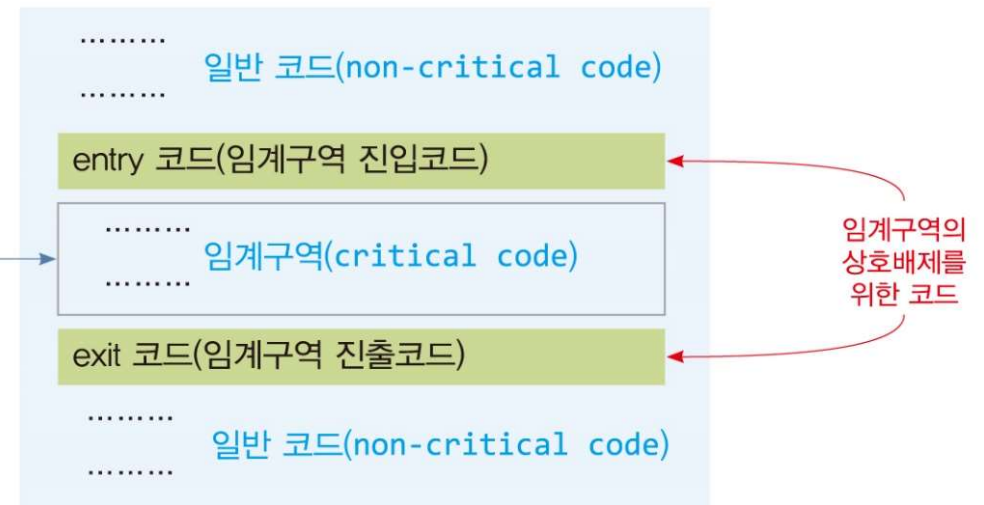 ………
일반 코드(non-critical code)
………
entry 코드(임계구역 진입코드)
………
임계구역(critical code)
………
exit 코드(임계구역 진출코드)
………
일반 코드(non-critical code)
………
임계구역의
상호배제를
위한 코드